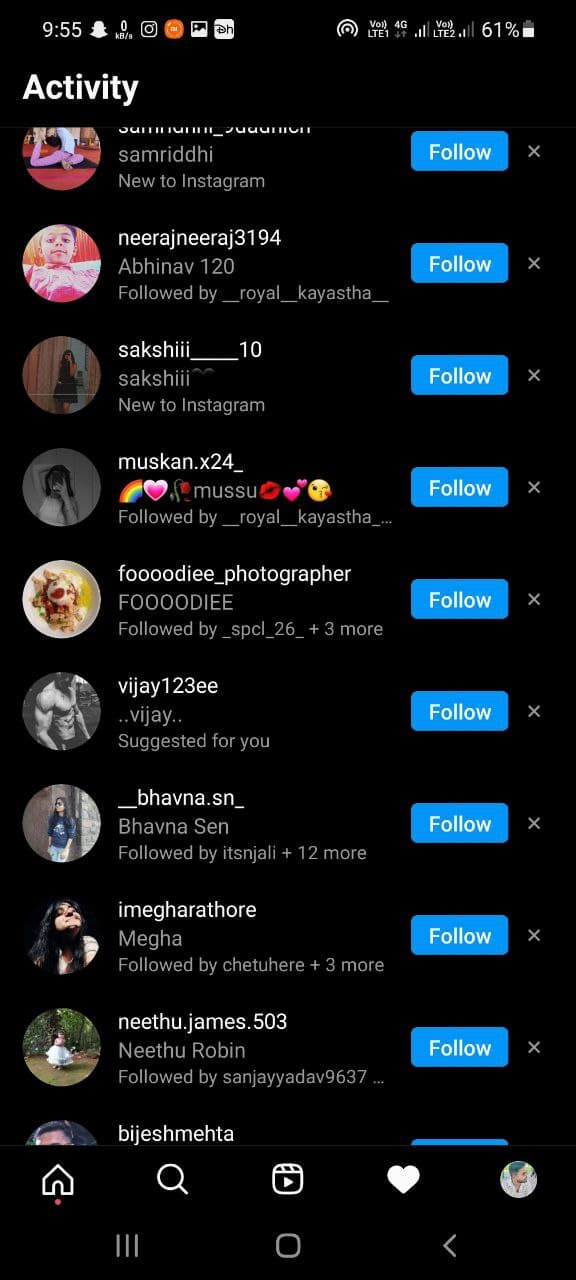 9:55 0 kB/s Dh Vo) LTE1 4G Vo) LTE2 61%
Activity
samriddhi
Follow
New to Instagram
neerajneeraj3194
Abhinav 120
Follow
Followed by __royal__kayastha__
sakshiii_____10
sakshiii
Follow
New to Instagram
muskan.x24_
🌈💗🥀mussu💋💕😘
Follow
Followed by __royal__kayastha_...
foooodiee_photographer
FOOOODIEE
Follow
Followed by _spcl_26_ + 3 more
vijay123ee
..vijay..
Follow
Suggested for you
__bhavna.sn_
Bhavna Sen
Follow
Followed by itsnjali + 12 more
imegharathore
Megha
Follow
Followed by chetuhere + 3 more
neethu.james.503
Neethu Robin
Follow
Followed by sanjayyadav9637 ...
bijeshmehta